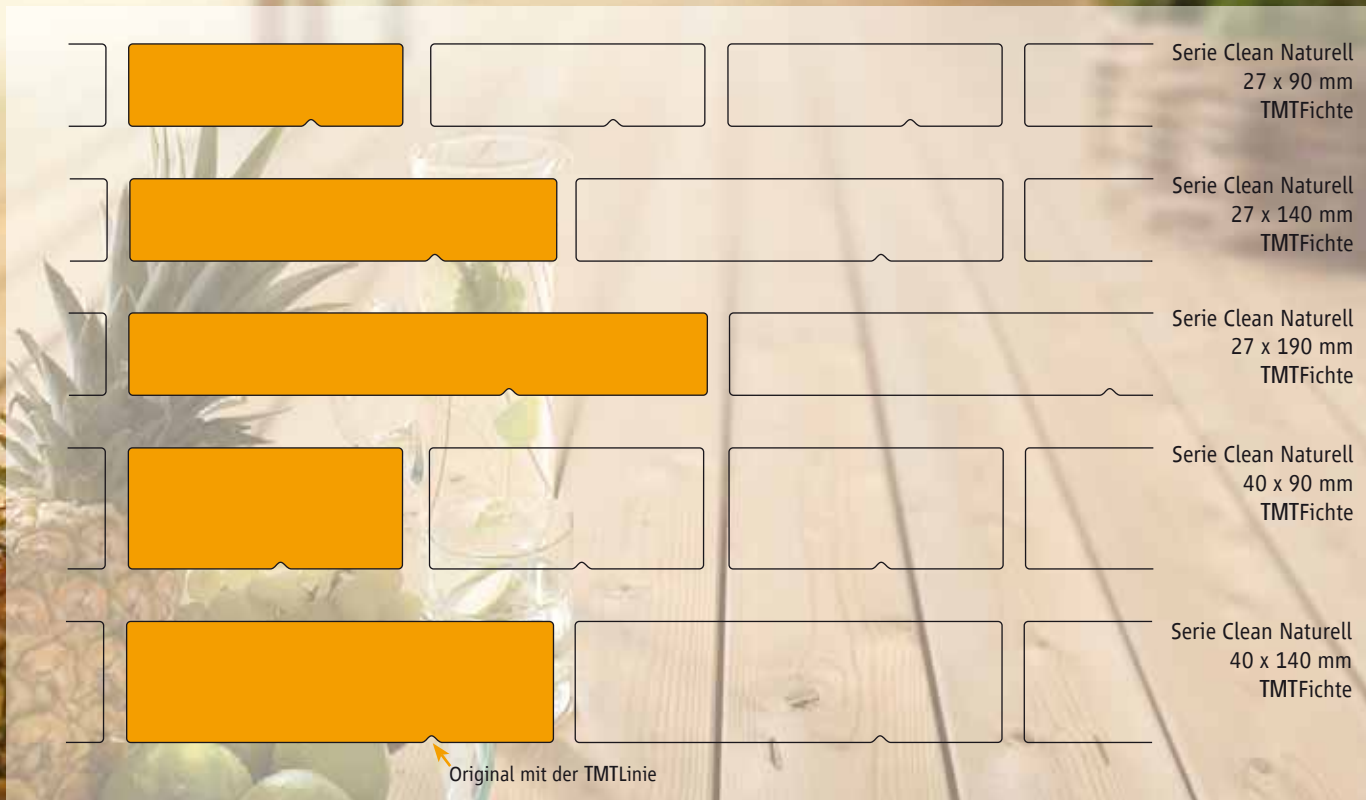 Serie Clean Naturell
27 x 90 mm
TMTFichte
Serie Clean Naturell
27 x 140 mm
TMTFichte
Serie Clean Naturell
27 x 190 mm
TMTFichte
Serie Clean Naturell
40 x 90 mm
TMTFichte
Serie Clean Naturell
40 x 140 mm
TMTFichte
Original mit der TMTLinie